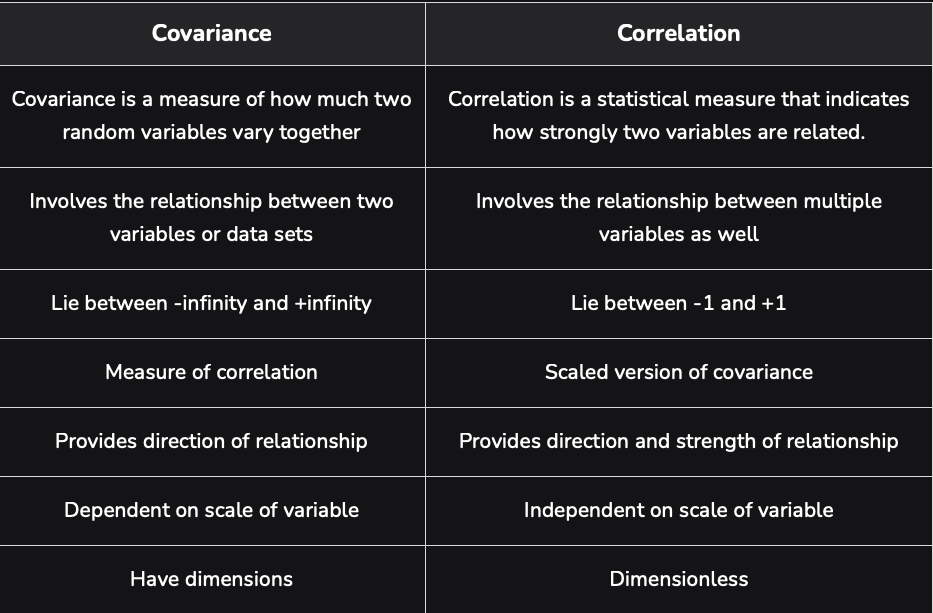 Covariance
Correlation
Covariance is a measure of how much two
random variables vary together
Correlation is a statistical measure that indicates
how strongly two variables are related.
Involves the relationship between two
variables or data sets
Involves the relationship between multiple
variables as well
Lie between -infinity and +infinity
Lie between -1 and +1
Measure of correlation
Scaled version of covariance
Provides direction of relationship
Provides direction and strength of relationship
Dependent on scale of variable
Independent on scale of variable
Have dimensions
Dimensionless